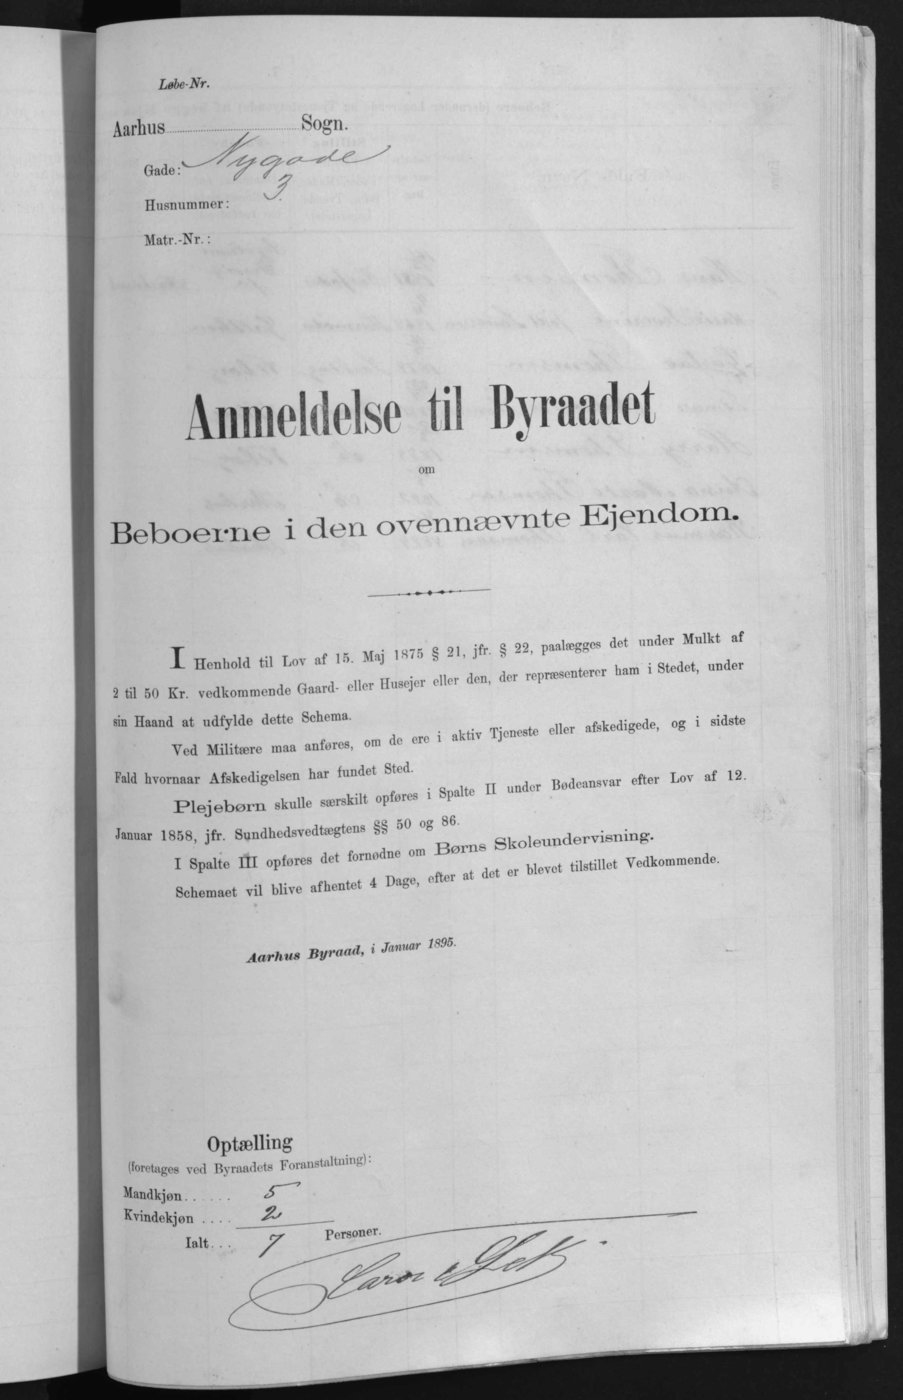 Løbe-Nr.
Aarhus Sogn.
Gade: Nygade
Husnummer: 3
Matr.-Nr.:
Anmeldelse til Byraadet
om
Beboerne i den ovennævnte Ejendom.
I Henhold til Lov af 15. Maj 1875 § 21, jfr. § 22, paalægges det under Mulkt af
2 til 50 Kr. vedkommende Gaard- eller Husejer eller den, der repræsenterer ham i Stedet, under
sin Haand at udfylde dette Schema.
Ved Militære maa anføres, om de ere i aktiv Tjeneste eller afskedigede, og i sidste
Fald hvornaar Afskedigelsen har fundet Sted.
Plejebørn skulle særskilt opføres i Spalte II under Bødeansvar efter Lov af 12.
Januar 1858, jfr. Sundhedsvedtægtens §§ 50 og 86.
I Spalte III opføres det fornødne om Børns Skoleundervisning.
Schemaet vil blive afhentet 4 Dage, efter at det er blevet tilstillet Vedkommende.
Aarhus Byraad, i Januar 1895.
Optælling
(foretages ved Byraadets Foranstaltning):
Mandkjøn...... 5
Kvindekjøn .... 2
Ialt... 7 Personer.